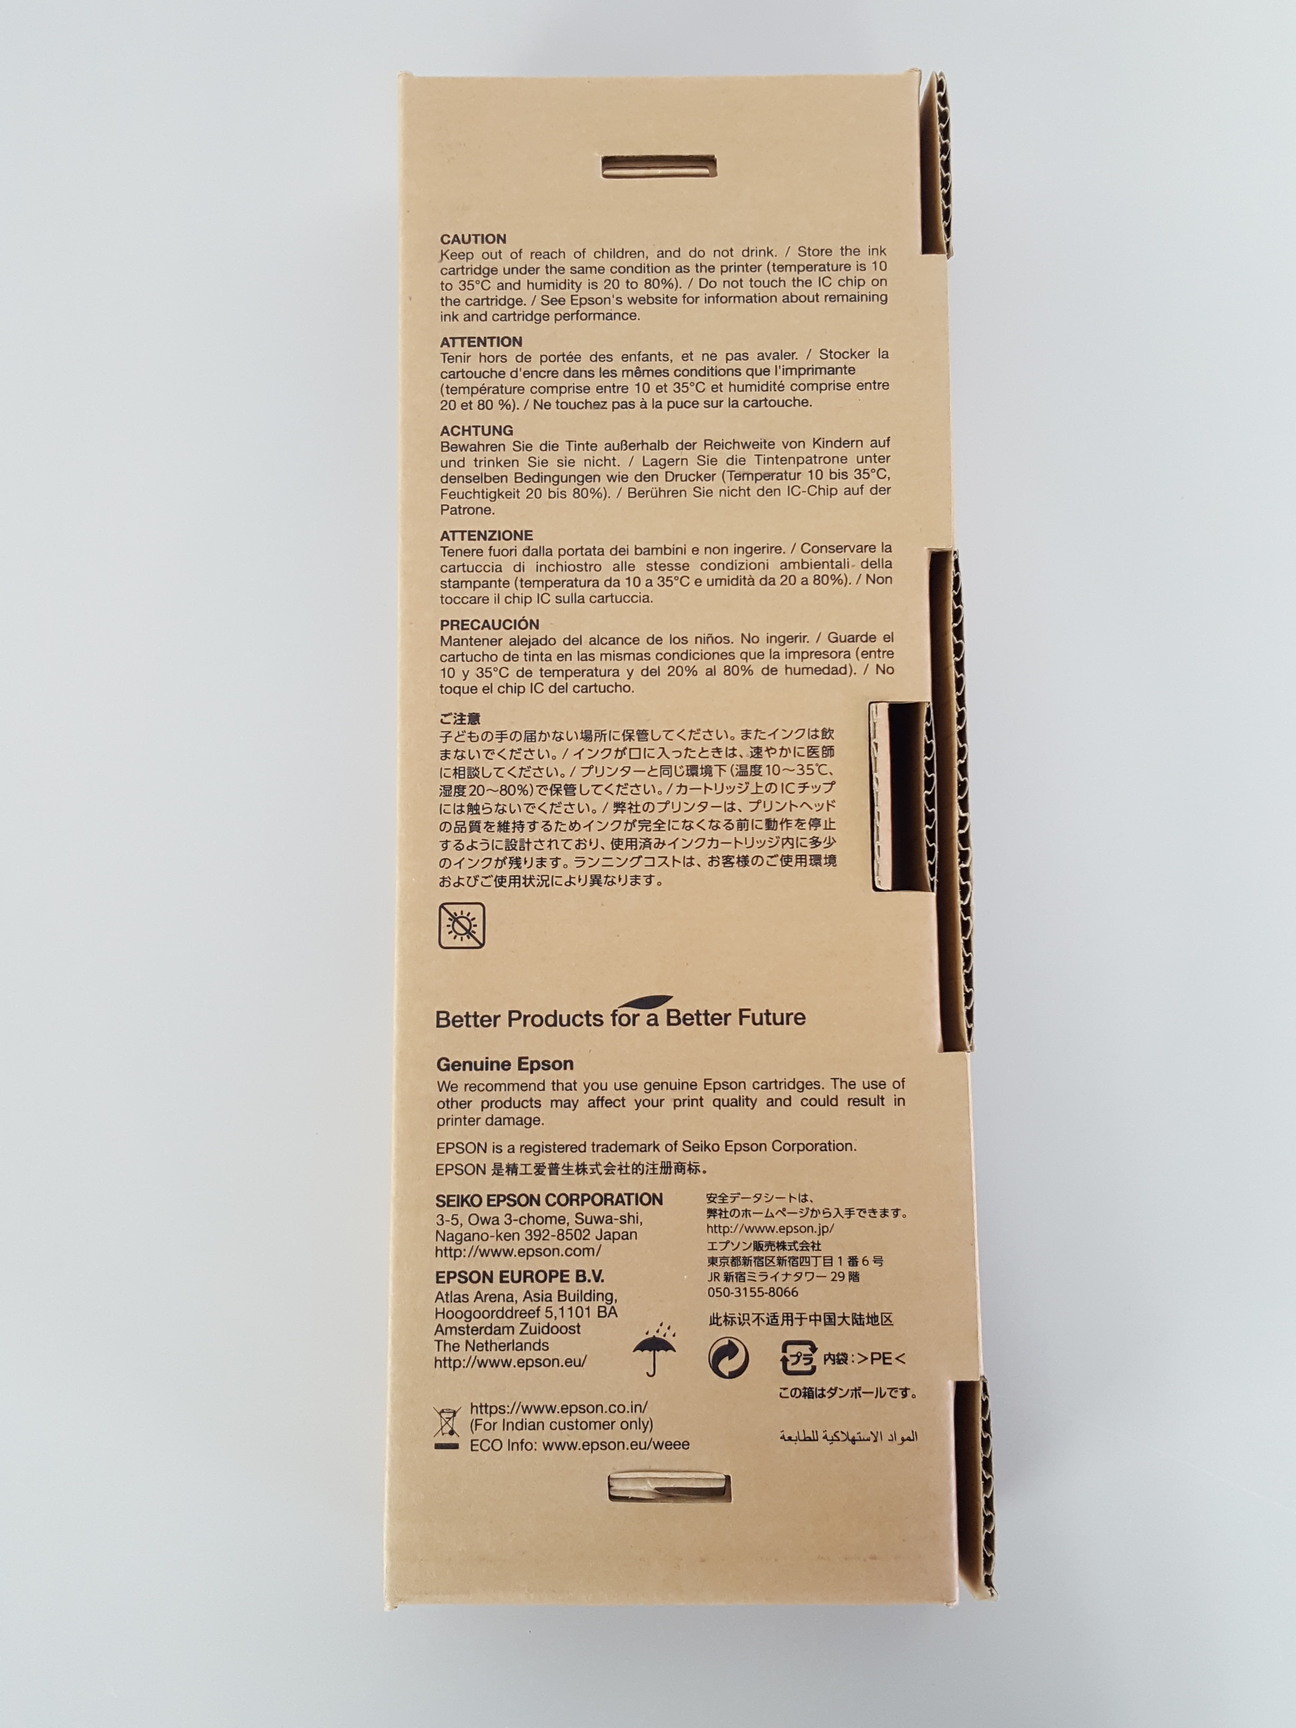 CAUTION
Keep out of reach of children, and do not drink. / Store the ink
cartridge under the same condition as the printer (temperature is 10
to 35°C and humidity is 20 to 80%). / Do not touch the IC chip on
the cartridge. / See Epson's website for information about remaining
ink and cartridge performance.
ATTENTION
Tenir hors de portée des enfants, et ne pas avaler. / Stocker la
cartouche d'encre dans les mêmes conditions que l'imprimante
(température comprise entre 10 et 35°C et humidité comprise entre
20 et 80 %). / Ne touchez pas à la puce sur la cartouche.
ACHTUNG
Bewahren Sie die Tinte außerhalb der Reichweite von Kindern auf
und trinken Sie sie nicht. / Lagern Sie die Tintenpatrone unter
denselben Bedingungen wie den Drucker (Temperatur 10 bis 35°C,
Feuchtigkeit 20 bis 80%). / Berühren Sie nicht den IC-Chip auf der
Patrone.
ATTENZIONE
Tenere fuori dalla portata dei bambini e non ingerire. / Conservare la
cartuccia di inchiostro alle stesse condizioni ambientali della
stampante (temperatura da 10 a 35°C e umidità da 20 a 80%). / Non
toccare il chip IC sulla cartuccia.
PRECAUCIÓN
Mantener alejado del alcance de los niños. No ingerir. / Guarde el
cartucho de tinta en las mismas condiciones que la impresora (entre
10 y 35°C de temperatura y del 20% al 80% de humedad). / No
toque el chip IC del cartucho.
ご注意
子どもの手の届かない場所に保管してください。またインクは飲
まないでください。/ インクが口に入ったときは、速やかに医師
に相談してください。/ プリンターと同じ環境下(温度10～35℃、
湿度20～80%)で保管してください。/カートリッジ上のICチップ
には触らないでください。/ 弊社のプリンターは、プリントヘッド
の品質を維持するためインクが完全になくなる前に動作を停止
するように設計されており、使用済みインクカートリッジ内に多少
のインクが残ります。ランニングコストは、お客様のご使用環境
およびご使用状況により異なります。
Better Products for a Better Future
Genuine Epson
We recommend that you use genuine Epson cartridges. The use of
other products may affect your print quality and could result in
printer damage.
EPSON is a registered trademark of Seiko Epson Corporation.
EPSON 是精工爱普生株式会社的注册商标。
SEIKO EPSON CORPORATION
3-5, Owa 3-chome, Suwa-shi,
Nagano-ken 392-8502 Japan
http://www.epson.com/
EPSON EUROPE B.V.
Atlas Arena, Asia Building,
Hoogoorddreef 5,1101 BA
Amsterdam Zuidoost
The Netherlands
http://www.epson.eu/
安全データシートは、
弊社のホームページから入手できます。
http://www.epson.jp/
エプソン販売株式会社
東京都新宿区新宿四丁目1番6号
JR 新宿ミライナタワー 29 階
050-3155-8066
此标识不适用于中国大陆地区
プラ 内袋:>PE<
この箱はダンボールです。
https://www.epson.co.in/
(For Indian customer only)
ECO Info: www.epson.eu/weee
المواد الاستهلاكية للطابعة